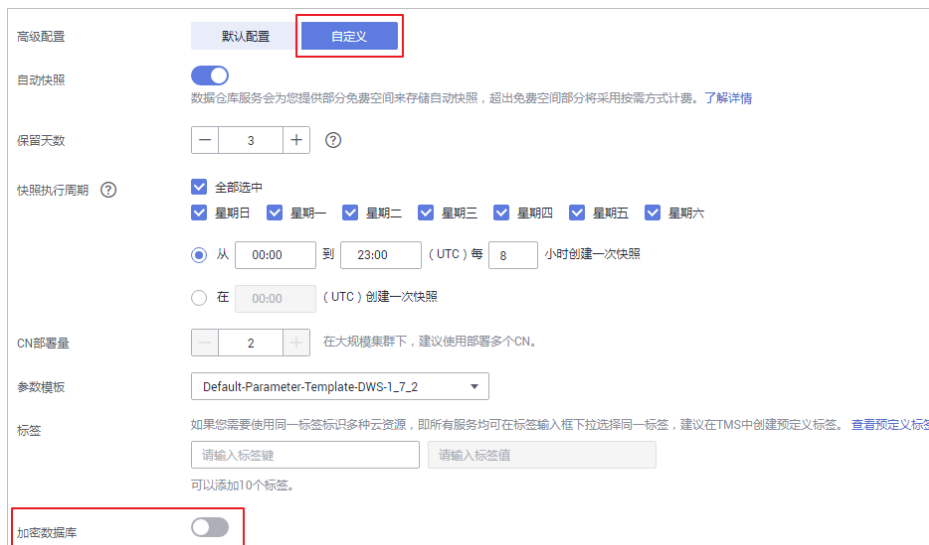 高级配置 默认配置 自定义
自动快照
数据仓库服务会为您提供部分免费空间来存储自动快照，超出免费空间部分将采用按需方式计费。了解详情
保留天数 — 3 + ?
快照执行周期 ? 全部选中
星期日 星期一 星期二 星期三 星期四 星期五 星期六
从 00:00 到 23:00 （UTC）每 8 小时创建一次快照
在 00:00 （UTC）创建一次快照
CN部署量 — 2 + 在大规模集群下，建议使用部署多个CN。
参数模板 Default-Parameter-Template-DWS-1_7_2
标签 如果您需要使用同一标签标识多种云资源，即所有服务均可在标签输入框下拉选择同一标签，建议在TMS中创建预定义标签。 查看预定义标签
请输入标签键 请输入标签值
可以添加10个标签。
加密数据库